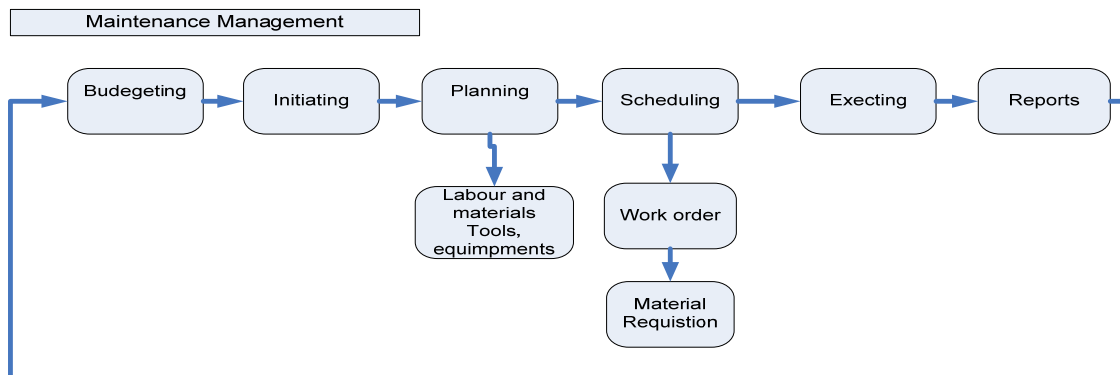 Maintenance Management
Budegeting
Initiating
Planning
Scheduling
Execting
Reports
Labour and
materials
Tools,
equimpments
Work order
Material
Requistion